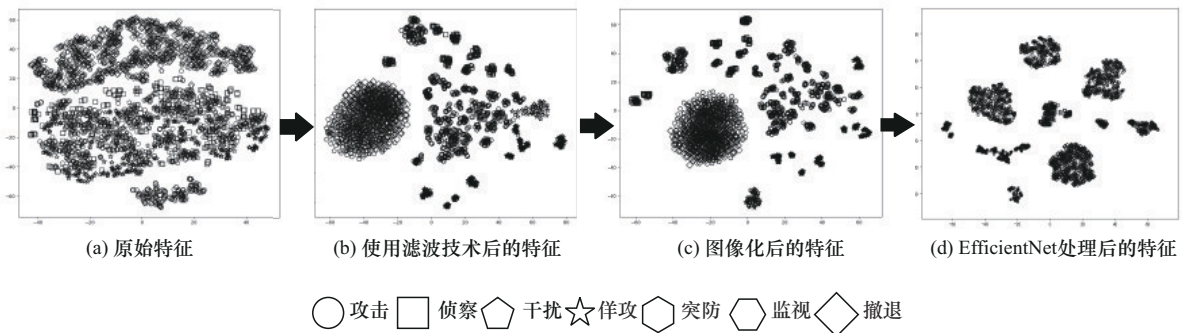 (a) 原始特征
(b) 使用滤波技术后的特征
(c) 图像化后的特征
(d) EfficientNet处理后的特征
攻击 侦察 干扰 佯攻 突防 监视 撤退